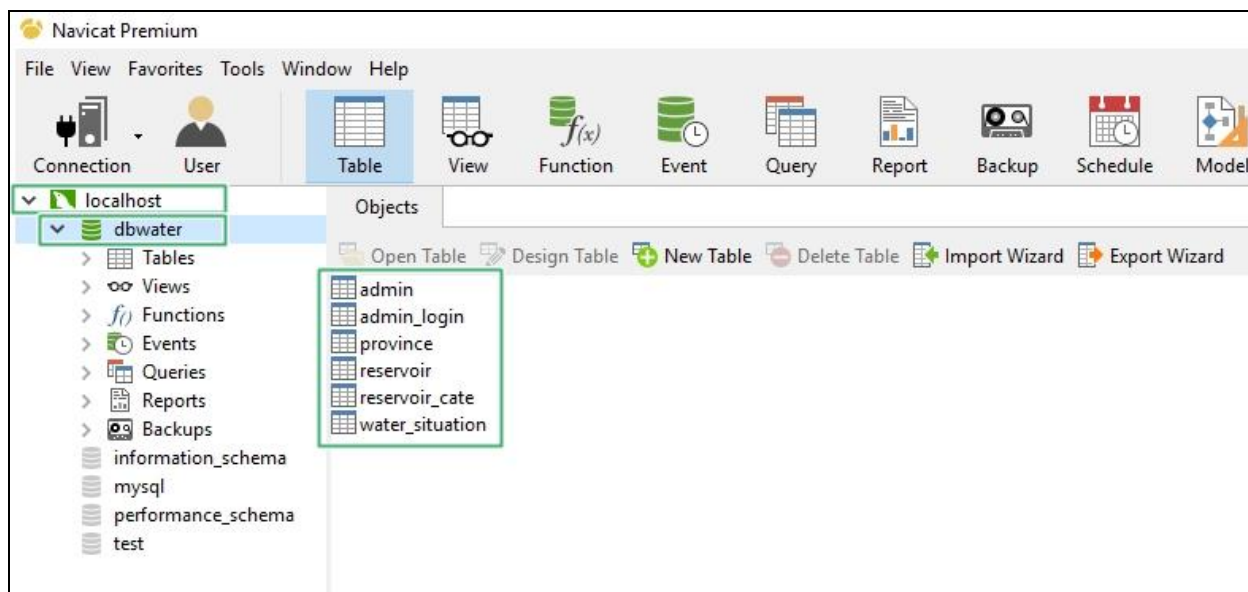 Navicat Premium
File View Favorites Tools Window Help
Connection User Table View Function Event Query Report Backup Schedule Model
localhost
dbwater
Tables
Views
Functions
Events
Queries
Reports
Backups
information_schema
mysql
performance_schema
test
Objects
Open Table Design Table New Table Delete Table Import Wizard Export Wizard
admin
admin_login
province
reservoir
reservoir_cate
water_situation